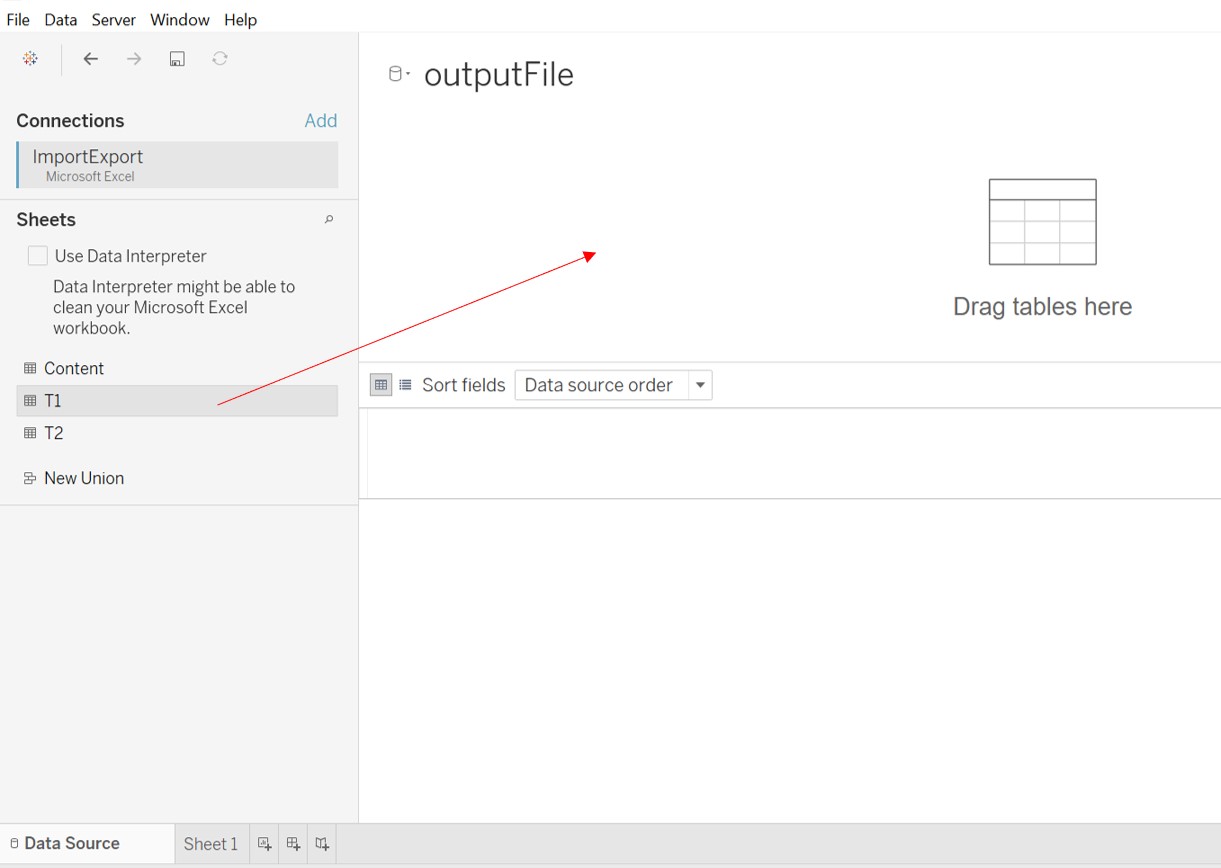 File Data Server Window Help
outputFile
Connections Add
ImportExport
Microsoft Excel
Sheets
Use Data Interpreter
Data Interpreter might be able to
clean your Microsoft Excel
workbook.
Drag tables here
Content
T1
T2
New Union
Sort fields Data source order
Data Source Sheet 1